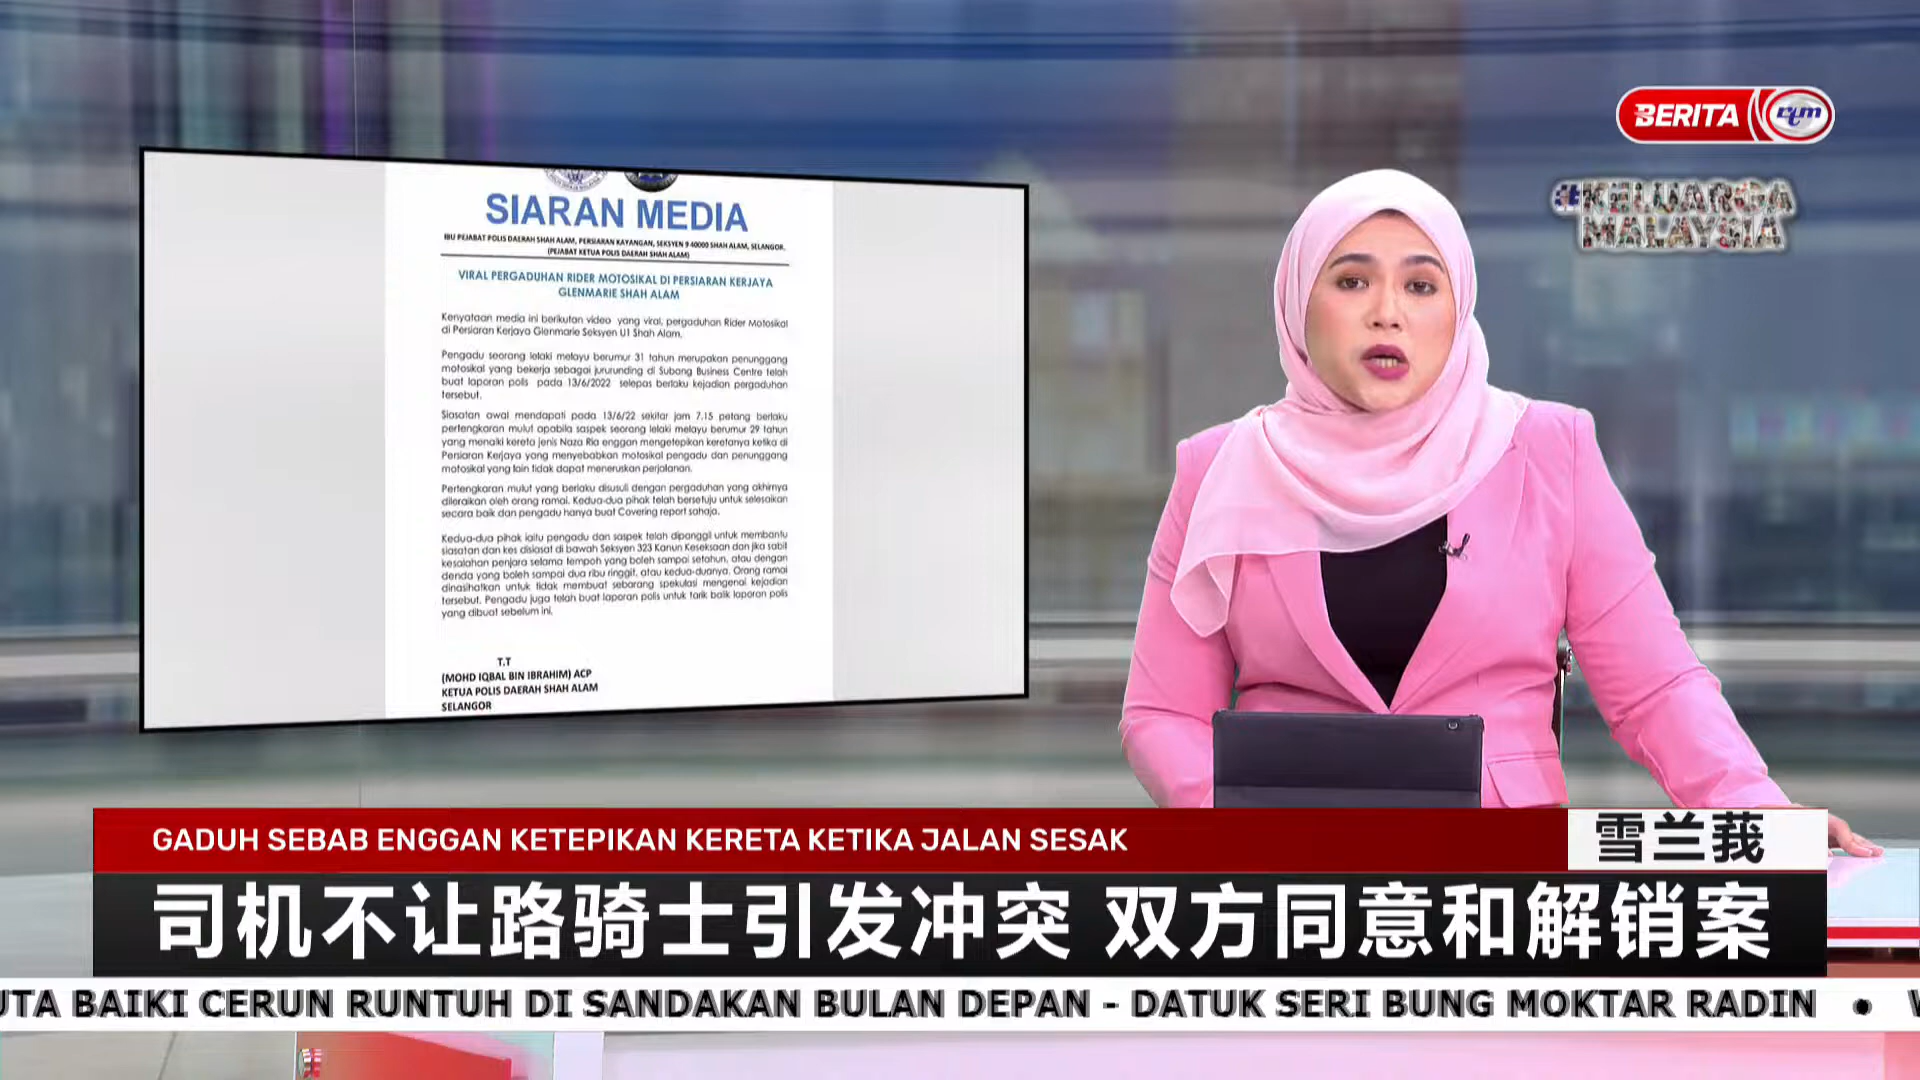 BERITA rtm
#KELUARGA
MALAYSIA
SIARAN MEDIA
IBU PEJABAT POLIS DAERAH SHAH ALAM, PERSIARAN KAYANGAN, SEKSYEN 9 40000 SHAH ALAM, SELANGOR.
(PEJABAT KETUA POLIS DAERAH SHAH ALAM)
VIRAL PERGADUHAN RIDER MOTOSIKAL DI PERSIARAN KERJAYA
GLENMARIE SHAH ALAM
Kenyataan media ini berikutan video yang viral, pergaduhan Rider Motosikal
di Persiaran Kerjaya Glenmarie Seksyen U1 Shah Alam.
Pengadu seorang lelaki melayu berumur 31 tahun merupakan penunggang
motosikal yang bekerja sebagai jururunding di Subang Business Centre telah
buat laporan polis pada 13/6/2022 selepas berlaku kejadian pergaduhan
tersebut.
Siasatan awal mendapati pada 13/6/22 sekitar jam 7.15 petang berlaku
pertengkaran mulut apabila saspek seorang lelaki melayu berumur 29 tahun
yang menaiki kereta jenis Naza Ria enggan mengetepikan keretanya ketika di
Persiaran Kerjaya yang menyebabkan motosikal pengadu dan penunggang
motosikal yang lain tidak dapat meneruskan perjalanan.
Pertengkaran mulut yang berlaku disusuli dengan pergaduhan yang akhirnya
dileraikan oleh orang ramai. Kedua-dua pihak telah bersetuju untuk selesaikan
secara baik dan pengadu hanya buat Covering report sahaja.
Kedua-dua pihak iaitu pengadu dan saspek telah dipanggil untuk membantu
siasatan dan kes disiasat di bawah Seksyen 323 Kanun Keseksaan dan jika sabit
kesalahan penjara selama tempoh yang boleh sampai setahun, atau dengan
denda yang boleh sampai dua ribu ringgit, atau kedua-duanya. Orang ramai
dinasihatkan untuk tidak membuat sebarang spekulasi mengenai kejadian
tersebut. Pengadu juga telah buat laporan polis untuk tarik balik laporan polis
yang dibuat sebelum ini.
T.T
(MOHD IQBAL BIN IBRAHIM) ACP
KETUA POLIS DAERAH SHAH ALAM
SELANGOR
GADUH SEBAB ENGGAN KETEPIKAN KERETA KETIKA JALAN SESAK
雪兰莪
司机不让路骑士引发冲突 双方同意和解销案
UTA BAIKI CERUN RUNTUH DI SANDAKAN BULAN DEPAN - DATUK SERI BUNG MOKTAR RADIN •